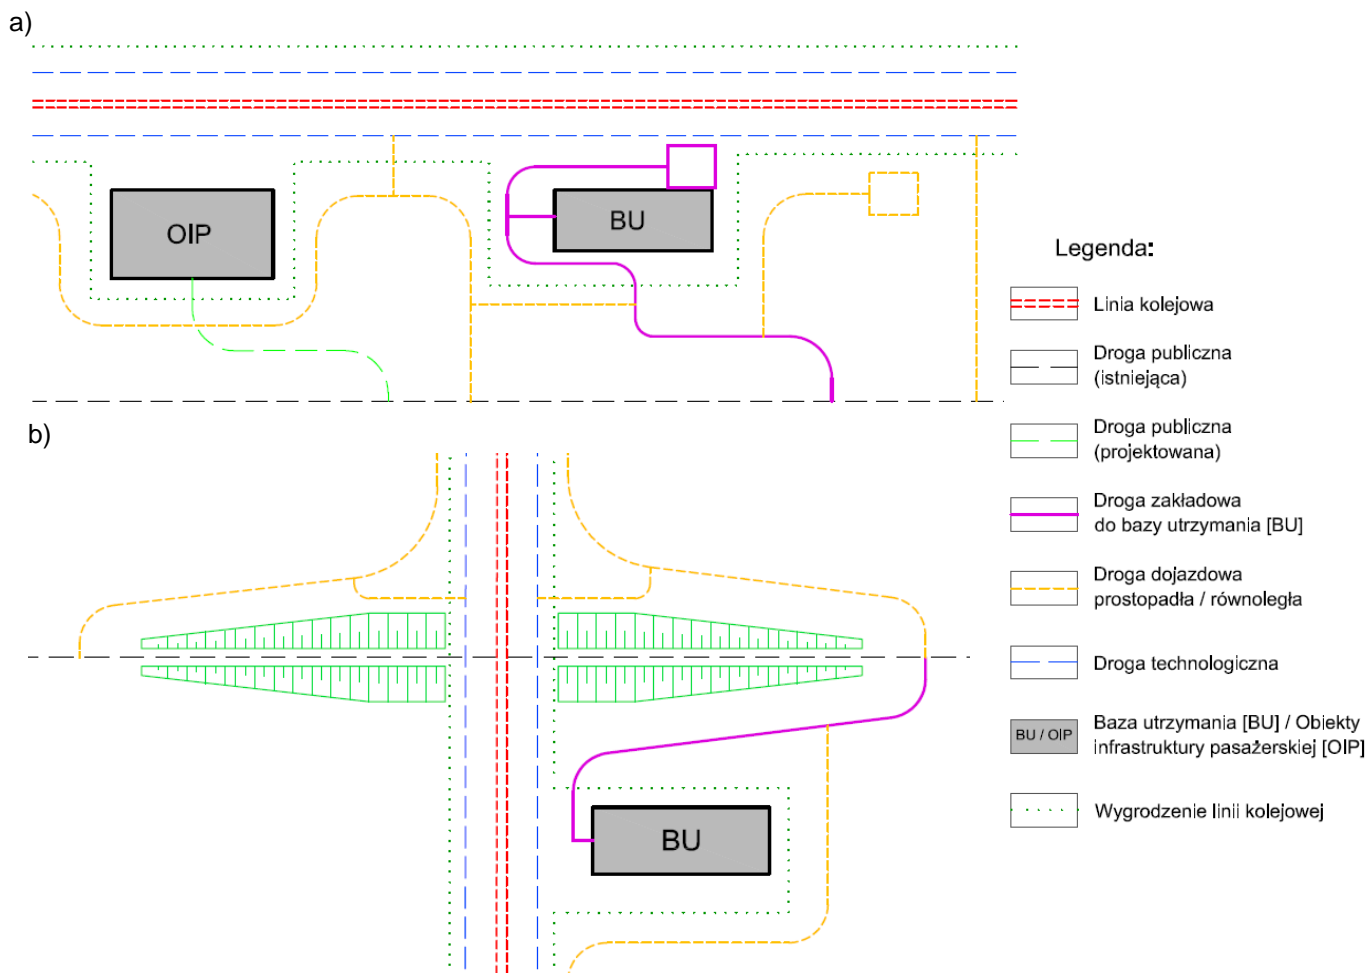 a)
OIP
BU
Legenda:
Linia kolejowa
Droga publiczna
(istniejąca)
Droga publiczna
(projektowana)
Droga zakładowa
do bazy utrzymania [BU]
Droga dojazdowa
prostopadła / równoległa
Droga technologiczna
BU / OIP
Baza utrzymania [BU] / Obiekty
infrastruktury pasażerskiej [OIP]
Wygrodzenie linii kolejowej
b)
BU